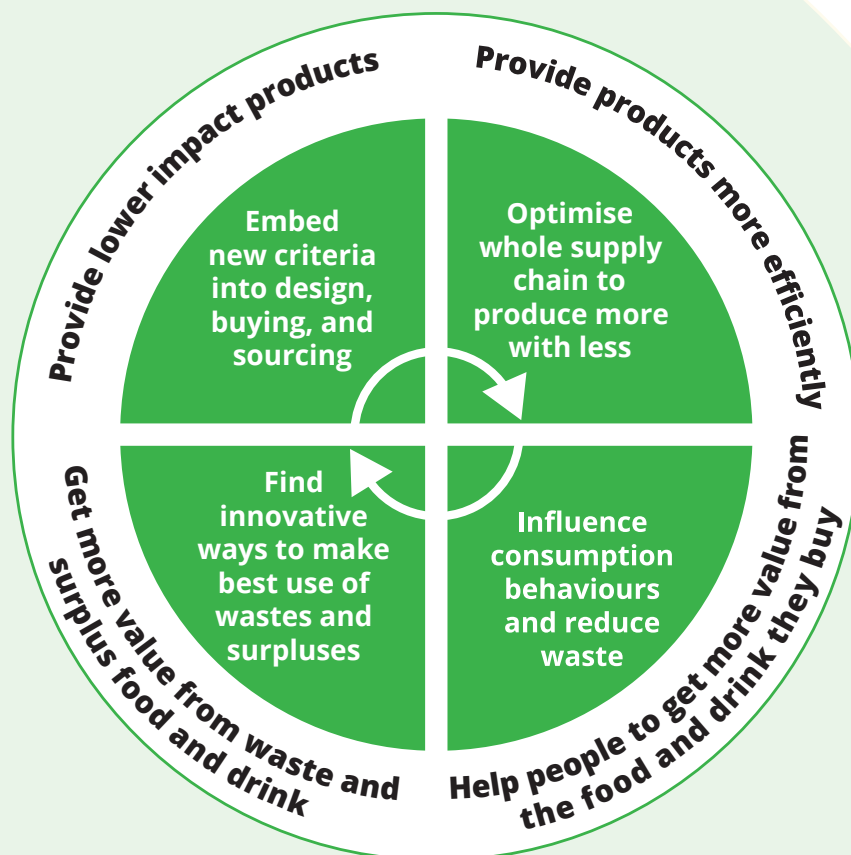 Provide lower impact products
Provide products more efficiently
Embed
new criteria
into design,
buying, and
sourcing
Optimise
whole supply
chain to
produce more
with less
Find
innovative
ways to make
best use of
wastes and
surpluses
Influence
consumption
behaviours
and reduce
waste
Get more value from waste and
surplus food and drink
Help people to get more value from
the food and drink they buy